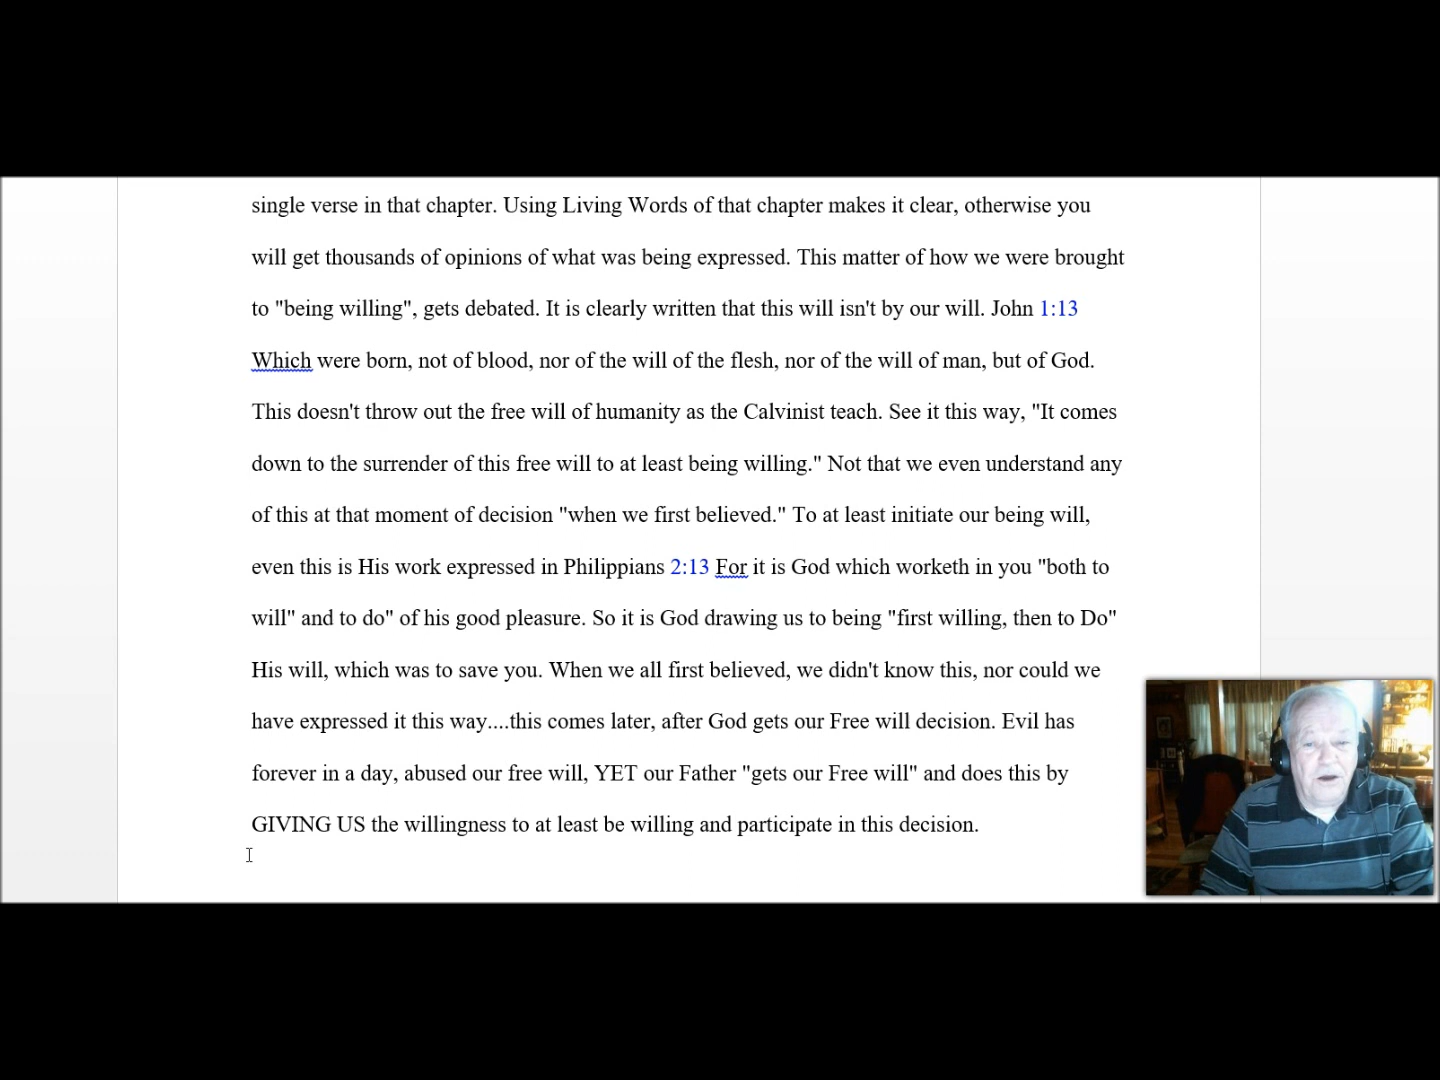 single verse in that chapter. Using Living Words of that chapter makes it clear, otherwise you
will get thousands of opinions of what was being expressed. This matter of how we were brought
to "being willing", gets debated. It is clearly written that this will isn't by our will. John 1:13
Which were born, not of blood, nor of the will of the flesh, nor of the will of man, but of God.
This doesn't throw out the free will of humanity as the Calvinist teach. See it this way, "It comes
down to the surrender of this free will to at least being willing." Not that we even understand any
of this at that moment of decision "when we first believed." To at least initiate our being will,
even this is His work expressed in Philippians 2:13 For it is God which worketh in you "both to
will" and to do" of his good pleasure. So it is God drawing us to being "first willing, then to Do"
His will, which was to save you. When we all first believed, we didn't know this, nor could we
have expressed it this way....this comes later, after God gets our Free will decision. Evil has
forever in a day, abused our free will, YET our Father "gets our Free will" and does this by
GIVING US the willingness to at least be willing and participate in this decision.